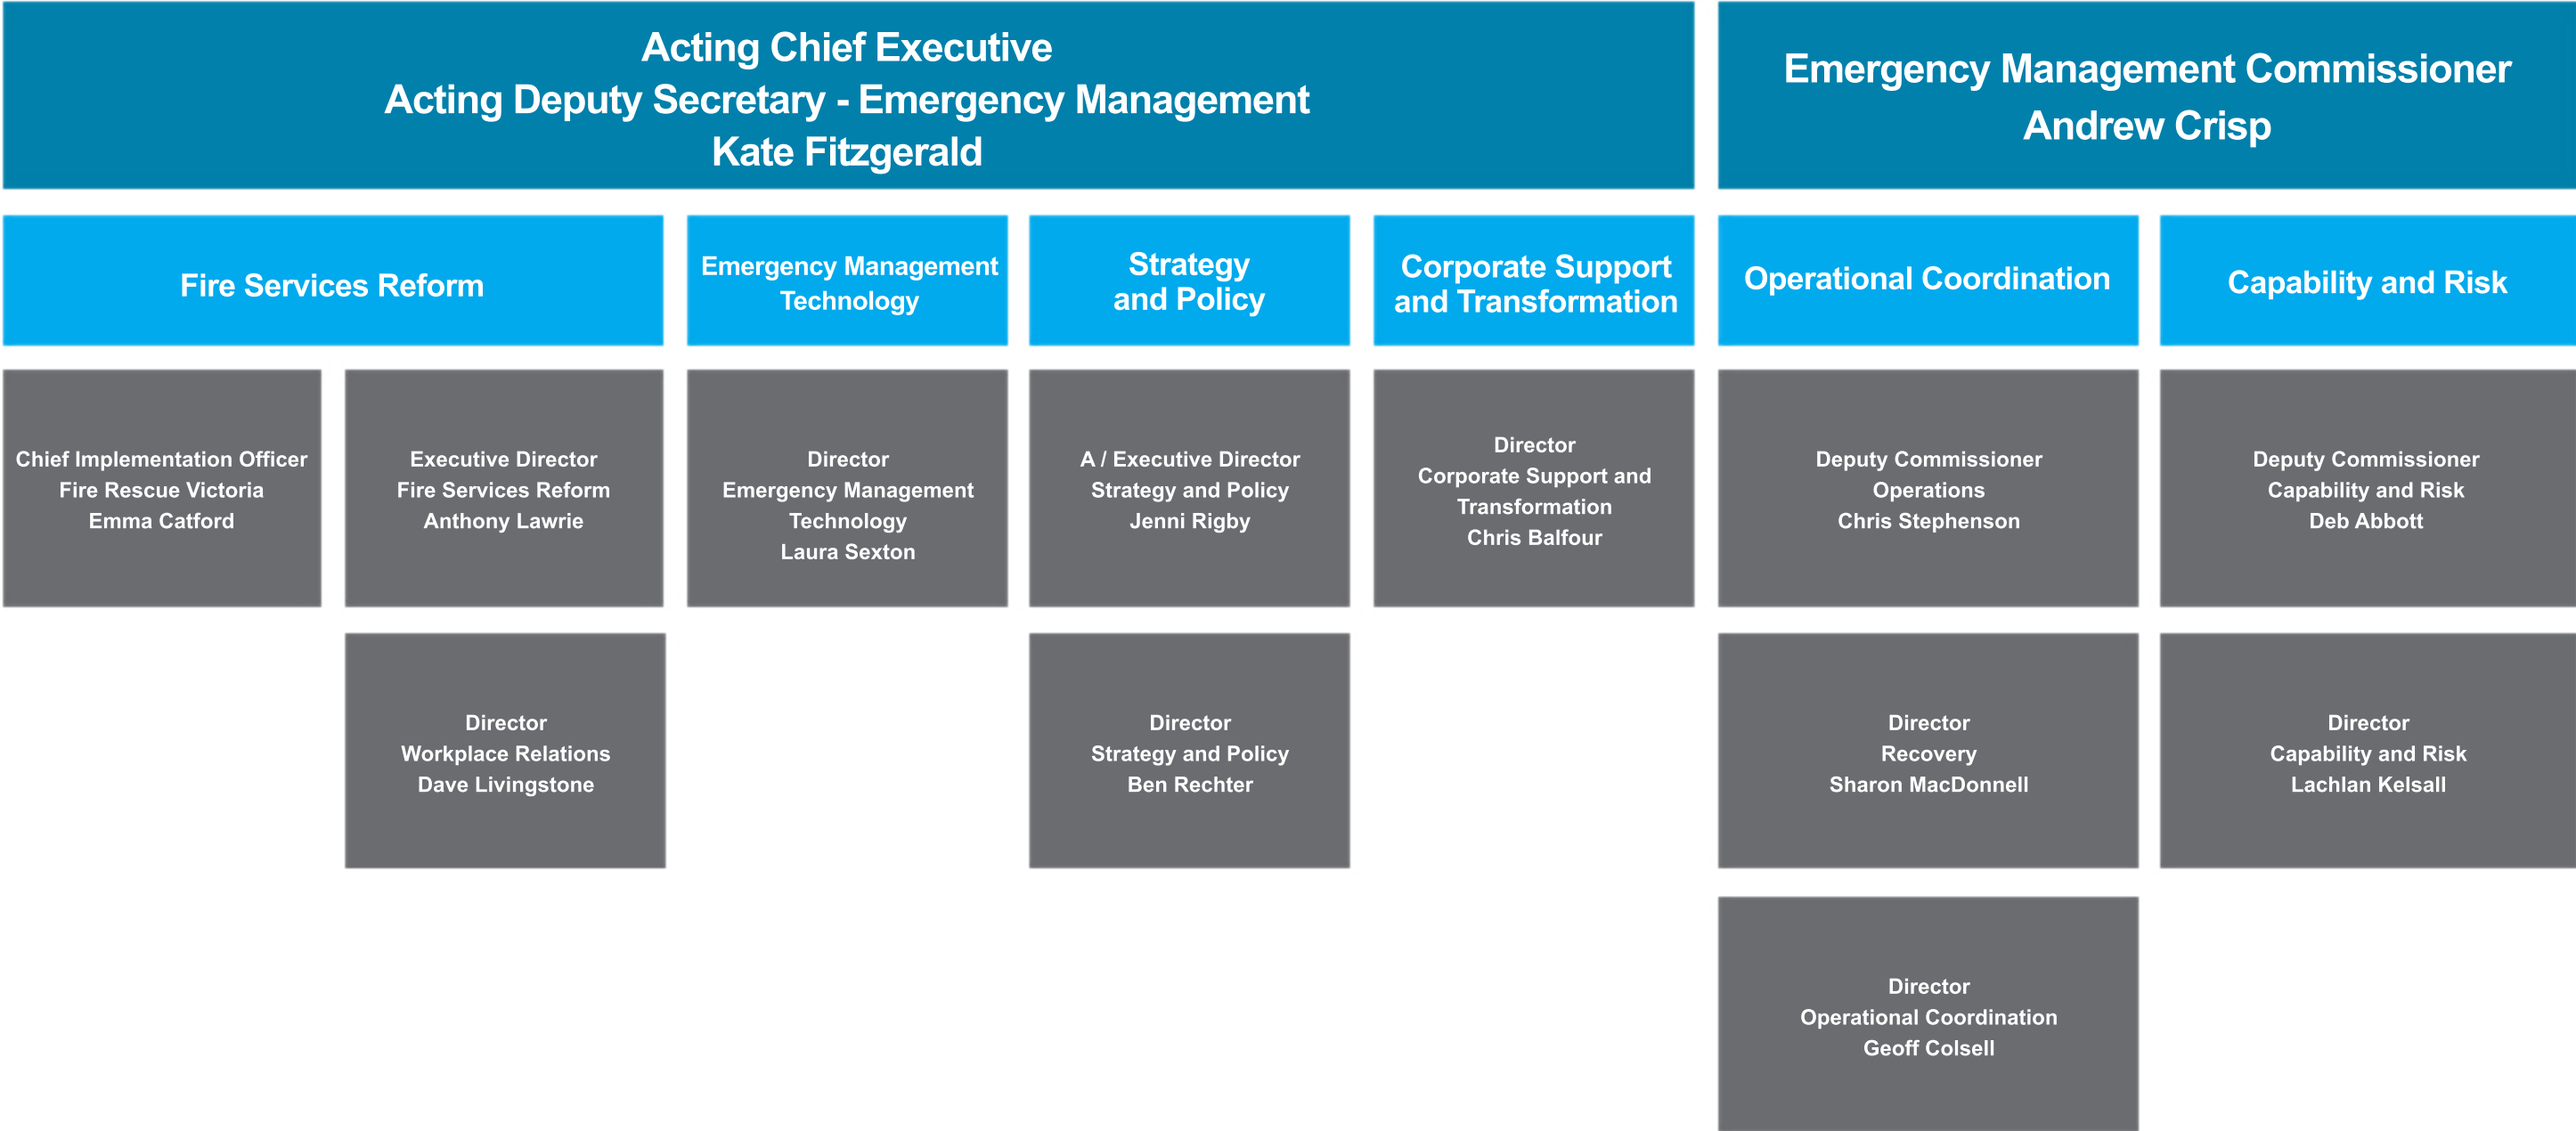 Acting Chief Executive
Acting Deputy Secretary - Emergency Management
Kate Fitzgerald
Emergency Management Commissioner
Andrew Crisp
Fire Services Reform
Emergency Management
Technology
Strategy
and Policy
Corporate Support
and Transformation
Operational Coordination
Capability and Risk
Chief Implementation Officer
Fire Rescue Victoria
Emma Catford
Executive Director
Fire Services Reform
Anthony Lawrie
Director
Emergency Management
Technology
Laura Sexton
A / Executive Director
Strategy and Policy
Jenni Rigby
Director
Corporate Support and
Transformation
Chris Balfour
Deputy Commissioner
Operations
Chris Stephenson
Deputy Commissioner
Capability and Risk
Deb Abbott
Director
Workplace Relations
Dave Livingstone
Director
Strategy and Policy
Ben Rechter
Director
Recovery
Sharon MacDonnell
Director
Capability and Risk
Lachlan Kelsall
Director
Operational Coordination
Geoff Colsell